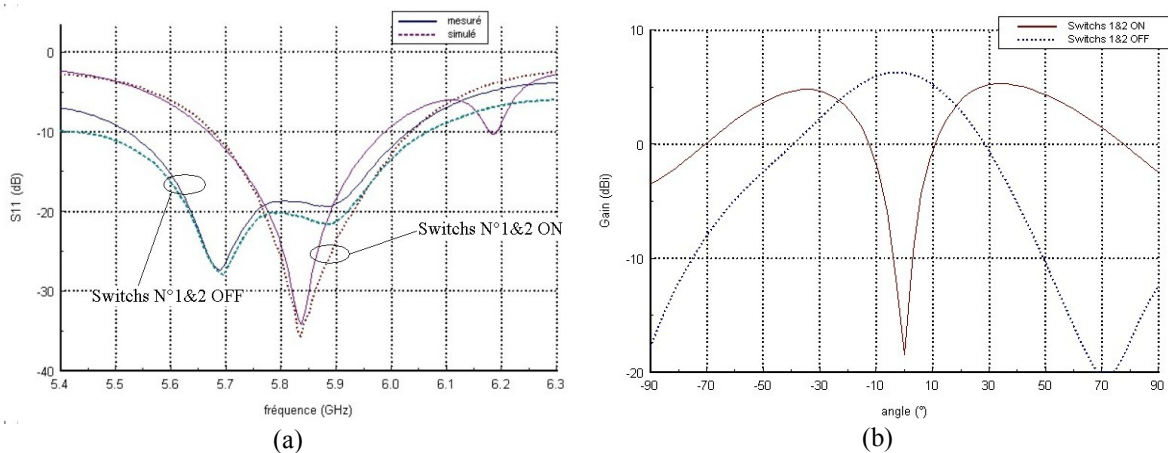 mesuré
simulé
0
-10
-20
-30
-40
S11 (dB)
Switchs N°1&2 ON
Switchs N°1&2 OFF
5.4 5.5 5.6 5.7 5.8 5.9 6.0 6.1 6.2 6.3
fréquence (GHz)
(a)
Switchs 1&2 ON
Switchs 1&2 OFF
10
0
-10
-20
Gain (dBi)
-90 -70 -50 -30 -10 10 30 50 70 90
angle (°)
(b)